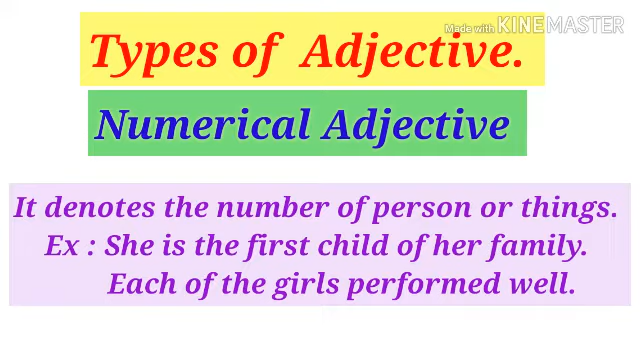 Made with KINEMASTER
Types of Adjective.
Numerical Adjective
It denotes the number of person or things.
Ex : She is the first child of her family.
Each of the girls performed well.